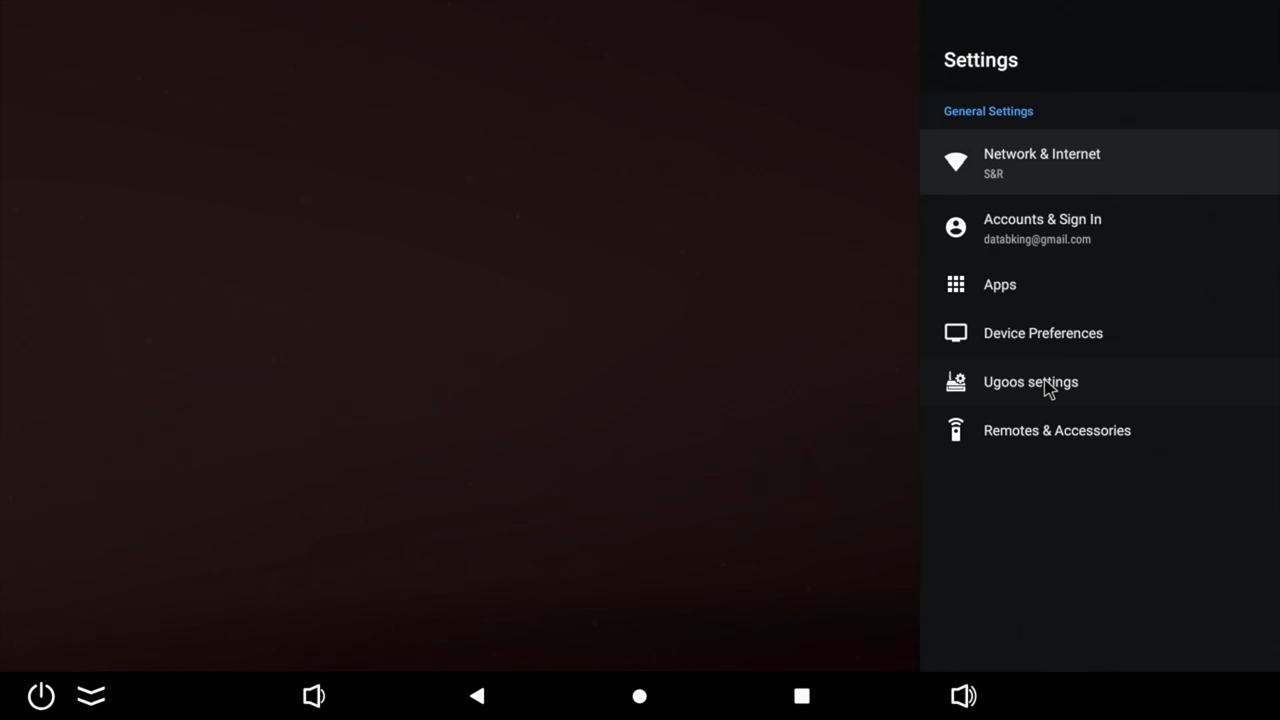 Settings
General Settings
Network & Internet
S&R
Accounts & Sign In
databking@gmail.com
Apps
Device Preferences
Ugoos settings
Remotes & Accessories